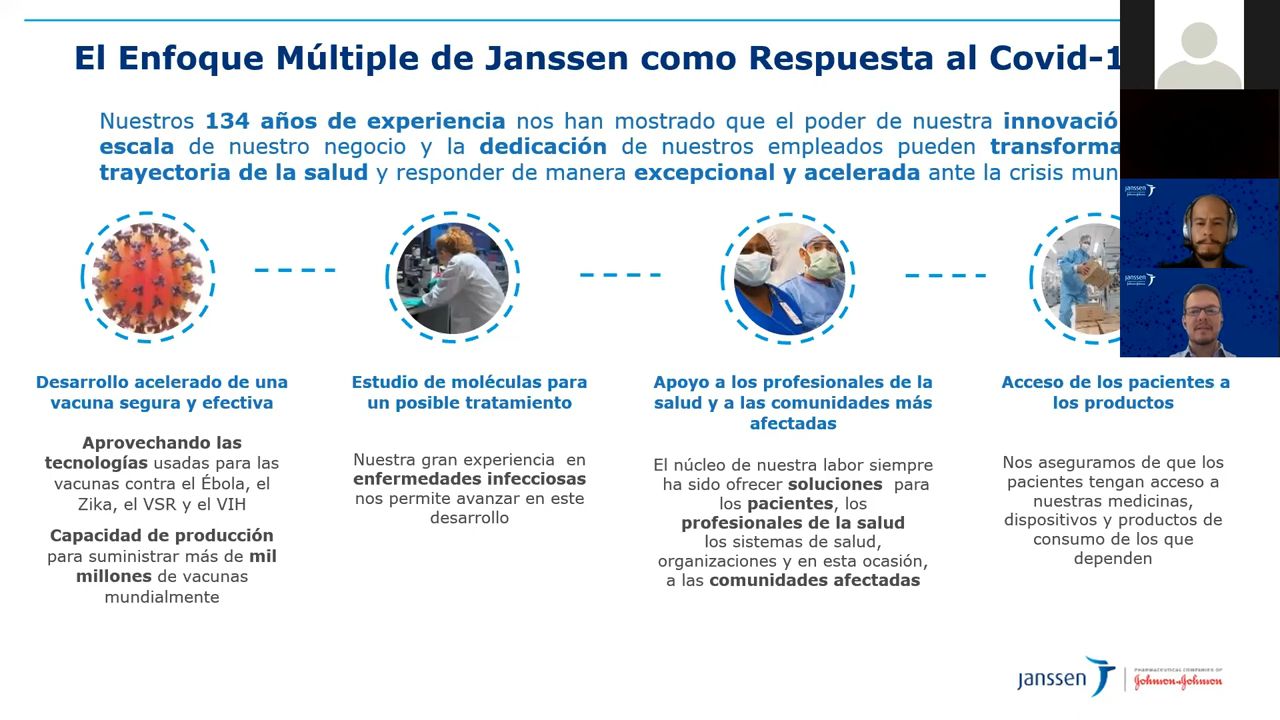 El Enfoque Múltiple de Janssen como Respuesta al Covid-1
Nuestros 134 años de experiencia nos han mostrado que el poder de nuestra innovació
escala de nuestro negocio y la dedicación de nuestros empleados pueden transforma
trayectoria de la salud y responder de manera excepcional y acelerada ante la crisis mun
janssen
janssen
Desarrollo acelerado de una
vacuna segura y efectiva
Aprovechando las
tecnologías usadas para las
vacunas contra el Ébola, el
Zika, el VSR y el VIH
Capacidad de producción
para suministrar más de mil
millones de vacunas
mundialmente
Estudio de moléculas para
un posible tratamiento
Nuestra gran experiencia en
enfermedades infecciosas
nos permite avanzar en este
desarrollo
Apoyo a los profesionales de la
salud y a las comunidades más
afectadas
El núcleo de nuestra labor siempre
ha sido ofrecer soluciones para
los pacientes, los
profesionales de la salud
los sistemas de salud,
organizaciones y en esta ocasión,
a las comunidades afectadas
Acceso de los pacientes a
los productos
Nos aseguramos de que los
pacientes tengan acceso a
nuestras medicinas,
dispositivos y productos de
consumo de los que
dependen
janssen
PHARMACEUTICAL COMPANIES OF
Johnson & Johnson